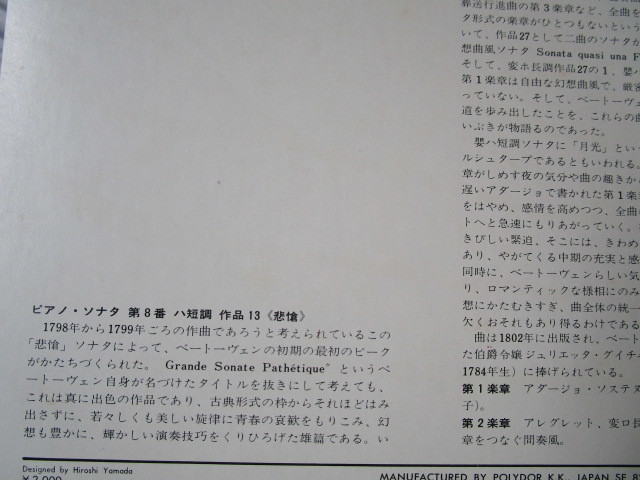 ピアノ・ソナタ 第8番 ハ短調 作品13《悲愴》
1798年から1799年ごろの作曲であろうと考えられているこの
「悲愴」ソナタによって、ベートーヴェンの初期の最初のピーク
がかたちづくられた。 Grande Sonate Pathétique" というべ
ートーヴェン自身が名づけたタイトルを抜きにして考えても、
これは真に出色の作品であり、古典形式の枠からそれほどはみ
出さずに、若々しくも美しい旋律に青春の哀歓をもりこみ、幻
想も豊かに、輝かしい演奏技巧をくりひろげた雄篇である。い
葬送行進曲の第3楽章など、全曲を
タ形式の楽章がひとつもないという
いて、作品27として二曲のソナタが
想曲風ソナタ Sonata quasi una F
そして、変ホ長調作品27の1、嬰ハ
第1楽章は自由な幻想曲風で、厳密
っていない。そして、ベートーヴェ
道を歩み出したことを、これらの曲
いぶきが物語るのであった。
嬰ハ短調ソナタに「月光」という
ルシュタープであるともいわれる。
章がしめす夜の気分や曲の趣きから
遅いアダージョで書かれた第1楽章
をはやめ、感情を高めつつ、全曲の
トへと急速にもりあがっていく。
きびしい緊迫、そこには、きわめ
あり、やがてくる中期の充実と感
同時に、ベートーヴェンらしい気
り、ロマンティックな様相にのみ
想にかたむきすぎ、曲全体の統一
欠くおそれもあり得るわけである
曲は1802年に出版され、ベート
た伯爵令嬢ジュリエッタ・グイチャ
1784年生）に捧げられている。
第1楽章 アダージョ・ソステヌ
子）。
第2楽章 アレグレット、変ロ長
章をつなぐ間奏風。
Designed by Hiroshi Yamada
¥2,000
MANUFACTURED BY POLYDOR K.K., JAPAN SE 8